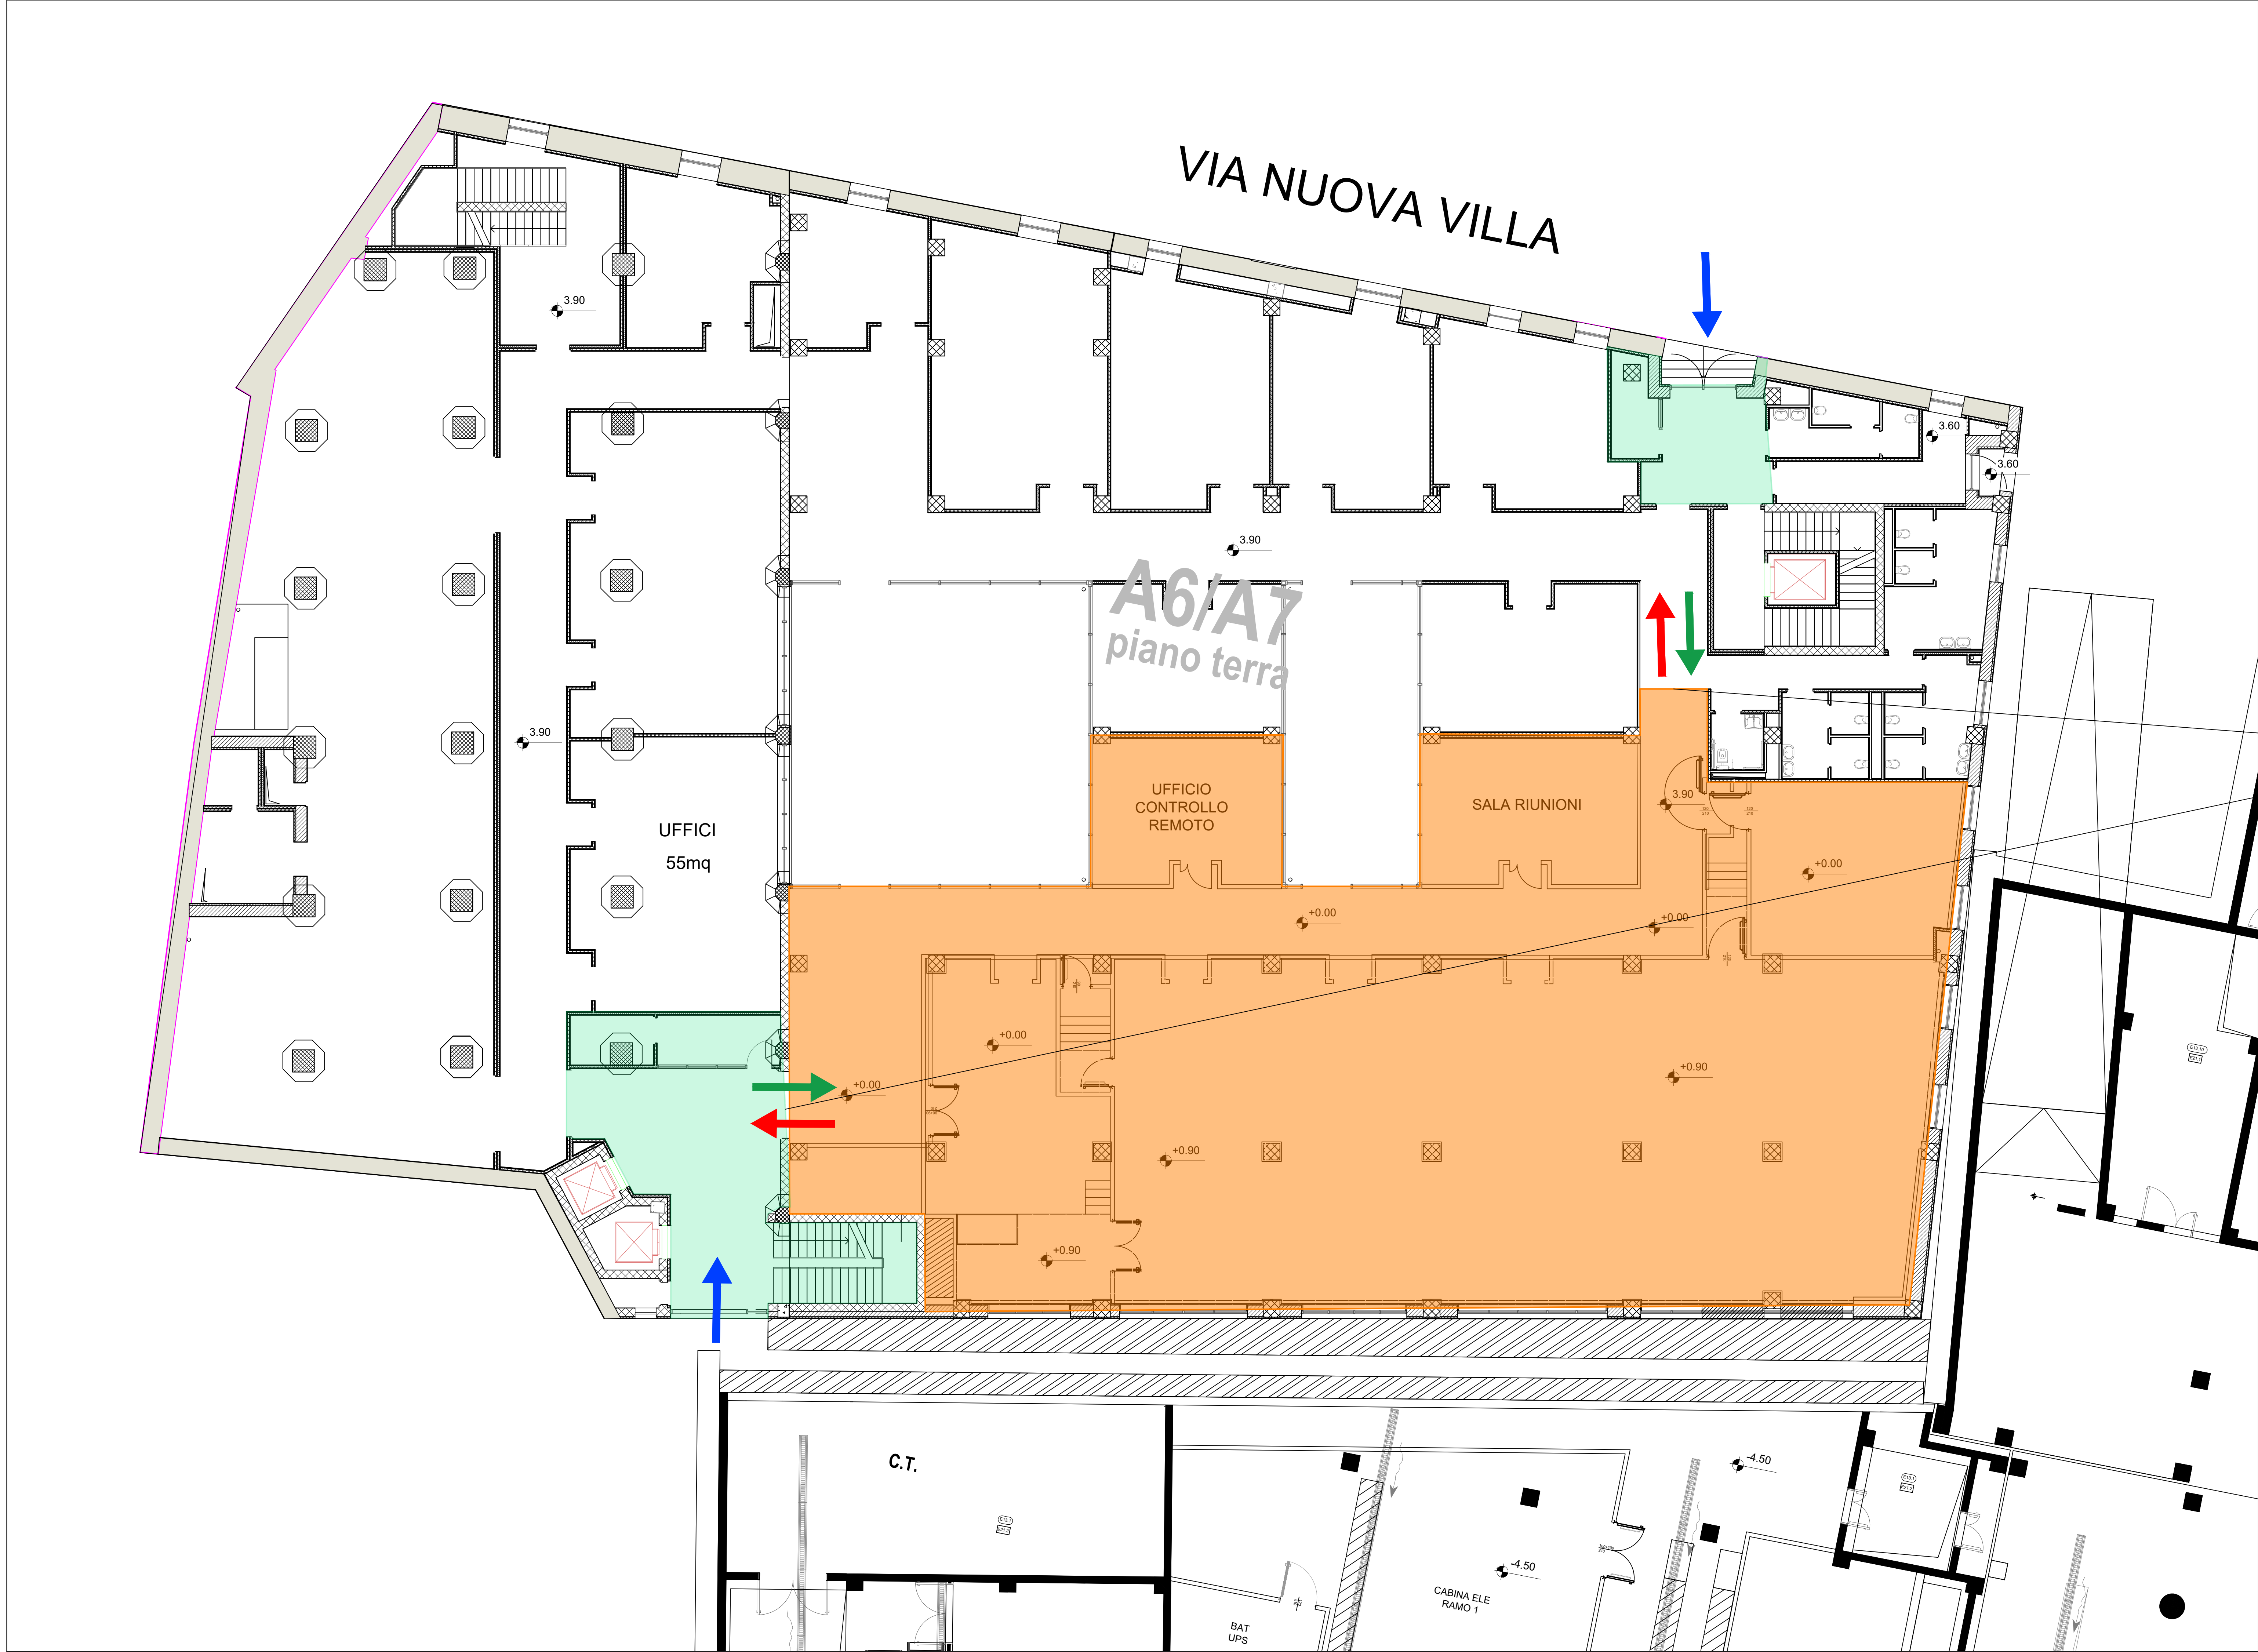 VIA NUOVA VILLA
3.90
3.60
3.60
3.90
A6/A7
piano terra
3.90
UFFICIO
CONTROLLO
REMOTO
SALA RIUNIONI
3.90
UFFICI
55mq
+0.00
+0.00
+0.00
+0.00
+0.00
+0.90
+0.90
+0.90
C.T.
-4.50
-4.50
CABINA ELE
RAMO 1
BAT
UPS